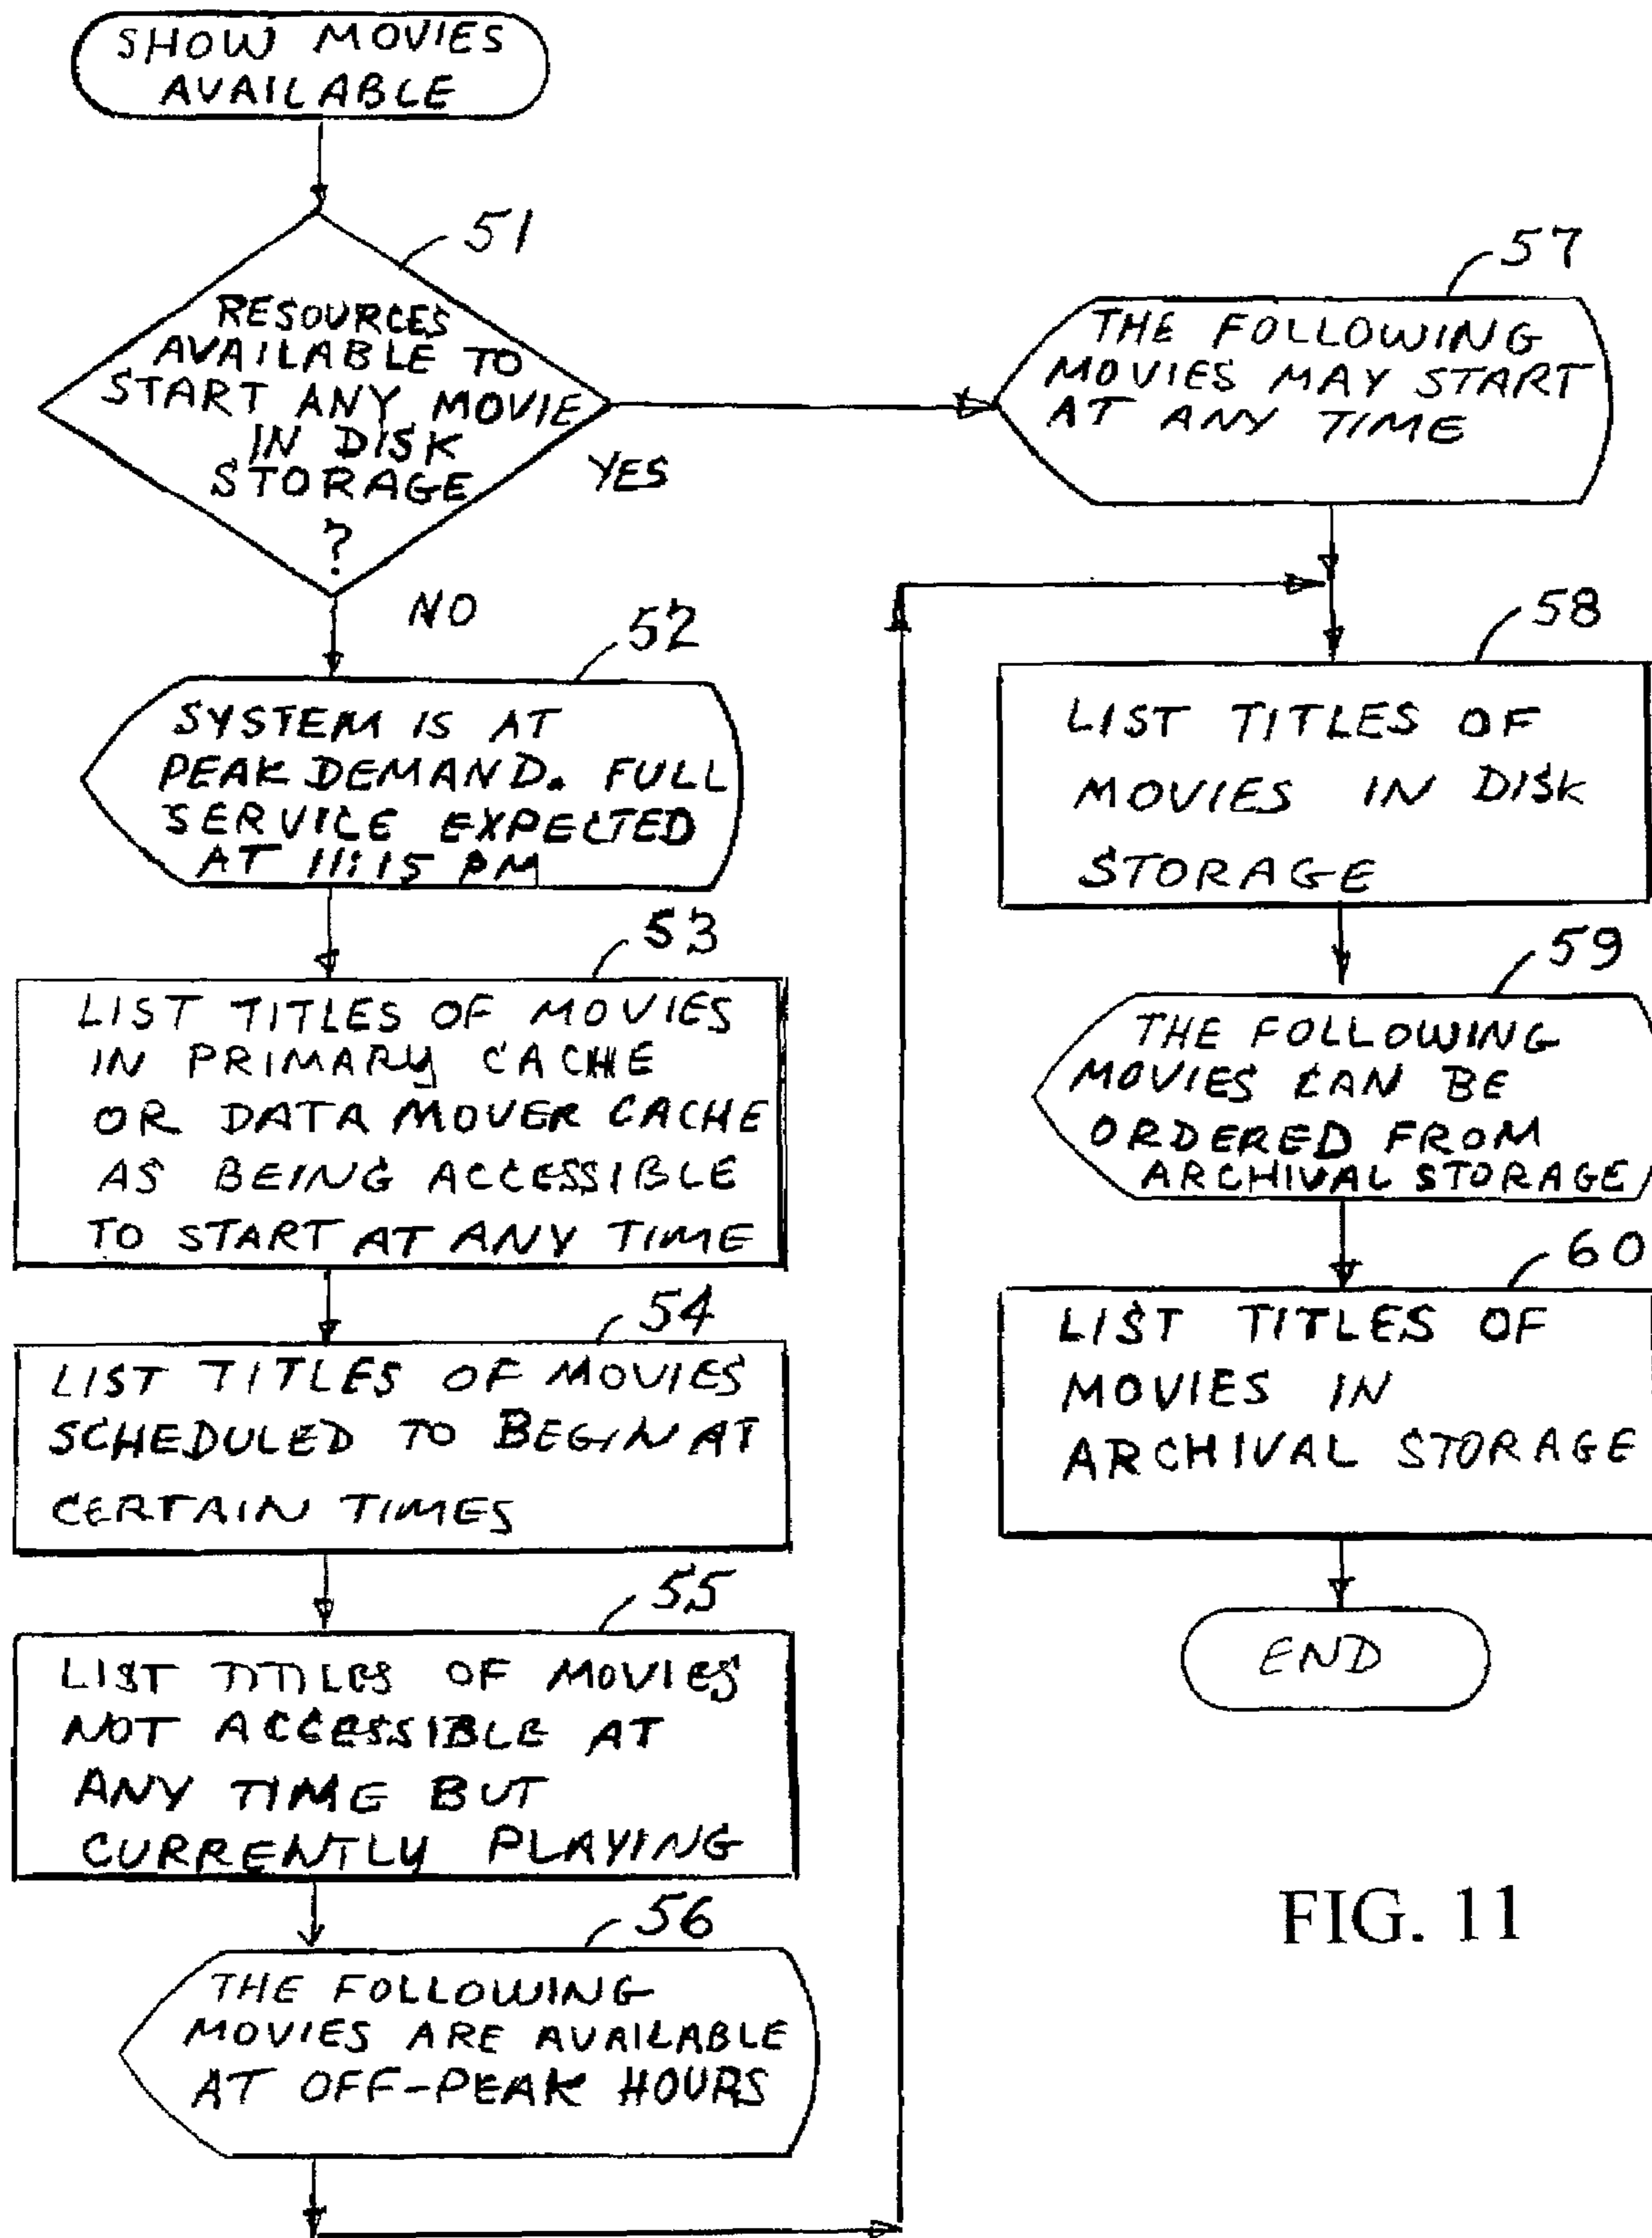 SHOW MOVIES
AVAILABLE
51
RESOURCES
AVAILABLE TO
START ANY MOVIE
IN DISK
STORAGE
?
YES
NO
52
SYSTEM IS AT
PEAK DEMAND. FULL
SERVICE EXPECTED
AT 11:15 PM
53
LIST TITLES OF MOVIES
IN PRIMARY CACHE
OR DATA MOVER CACHE
AS BEING ACCESSIBLE
TO START AT ANY TIME
54
LIST TITLES OF MOVIES
SCHEDULED TO BEGIN AT
CERTAIN TIMES
55
LIST TITLES OF MOVIES
NOT ACCESSIBLE AT
ANY TIME BUT
CURRENTLY PLAYING
56
THE FOLLOWING
MOVIES ARE AVAILABLE
AT OFF-PEAK HOURS
57
THE FOLLOWING
MOVIES MAY START
AT ANY TIME
58
LIST TITLES OF
MOVIES IN DISK
STORAGE
59
THE FOLLOWING
MOVIES CAN BE
ORDERED FROM
ARCHIVAL STORAGE
60
LIST TITLES OF
MOVIES IN
ARCHIVAL STORAGE
END
FIG. 11